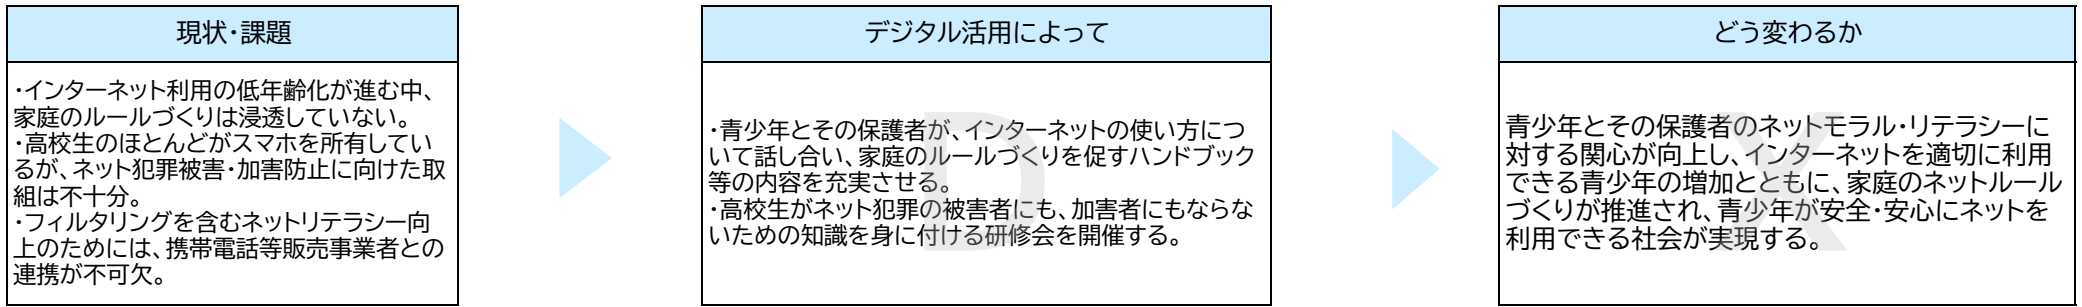 現状・課題
・インターネット利用の低年齢化が進む中、
家庭のルールづくりは浸透していない。
・高校生のほとんどがスマホを所有してい
るが、ネット犯罪被害・加害防止に向けた取
組は不十分。
・フィルタリングを含むネットリテラシー向
上のためには、携帯電話等販売事業者との
連携が不可欠。
デジタル活用によって
・青少年とその保護者が、インターネットの使い方につ
いて話し合い、家庭のルールづくりを促すハンドブック
等の内容を充実させる。
・高校生がネット犯罪の被害者にも、加害者にもならな
いための知識を身に付ける研修会を開催する。
D
どう変わるか
青少年とその保護者のネットモラル・リテラシーに
対する関心が向上し、インターネットを適切に利用
できる青少年の増加とともに、家庭のネットルール
づくりが推進され、青少年が安全・安心にネットを
利用できる社会が実現する。
X